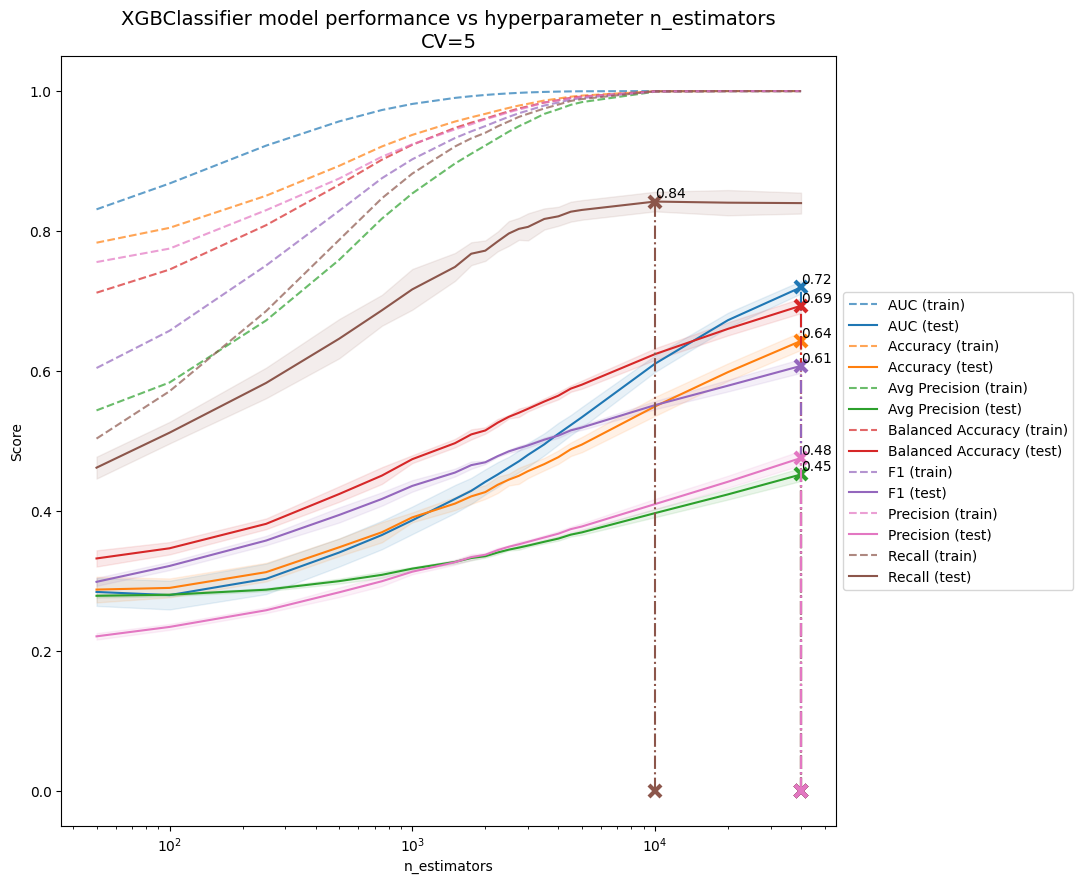 XGBClassifier model performance vs hyperparameter n_estimators
CV=5
1.0
0.8
0.6
0.4
0.2
0.0
Score
0.84
0.72
0.69
0.64
0.61
0.48
0.45
10²
10³
10⁴
n_estimators
AUC (train)
AUC (test)
Accuracy (train)
Accuracy (test)
Avg Precision (train)
Avg Precision (test)
Balanced Accuracy (train)
Balanced Accuracy (test)
F1 (train)
F1 (test)
Precision (train)
Precision (test)
Recall (train)
Recall (test)